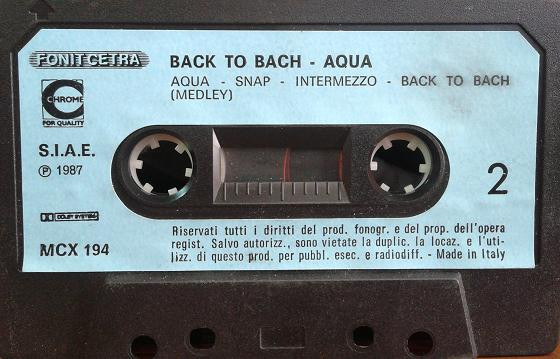 FONIT CETRA
BACK TO BACH - AQUA
AQUA - SNAP - INTERMEZZO - BACK TO BACH
(MEDLEY)
CHROME
FOR QUALITY
S.I.A.E.
℗ 1987
2
DOLBY SYSTEM
MCX 194
Riservati tutti i diritti del prod. fonogr. e del prop. dell'opera
regist. Salvo autorizz., sono vietate la duplic. la locaz. e l'uti-
lizz. di questo prod. per pubbl. esec. e radiodiff. - Made in Italy